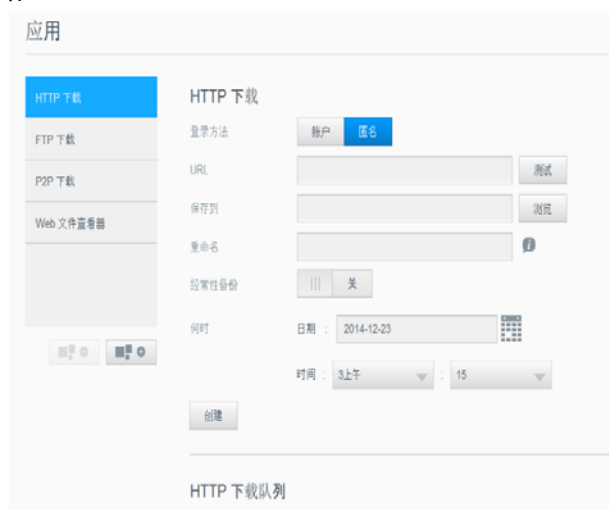 应用
HTTP 下载
FTP 下载
P2P 下载
Web 文件查看器
HTTP 下载
登录方法 账户 匿名
URL 测试
保存到 浏览
重命名
经常性备份 关
何时 日期 : 2014-12-23
时间 : 3上午 : 15
创建
HTTP 下载队列